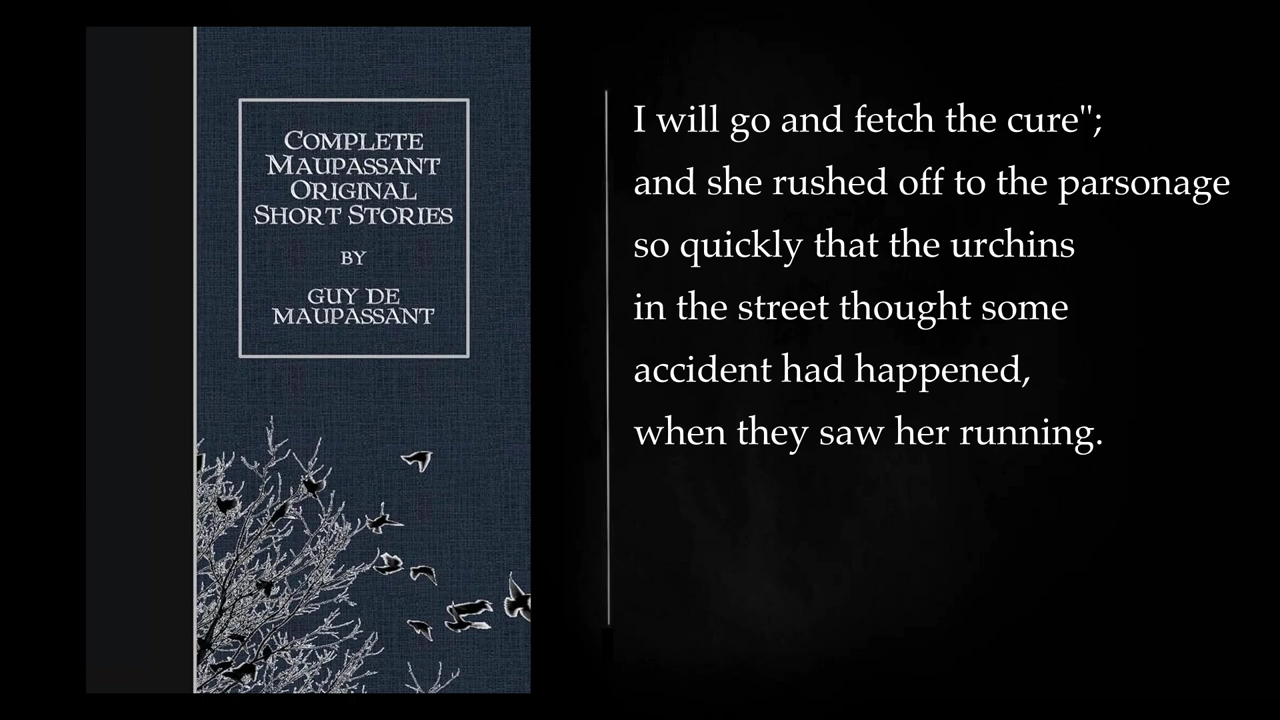 COMPLETE
MAUPASSANT
ORIGINAL
SHORT STORIES
BY
GUY DE
MAUPASSANT
I will go and fetch the cure";
and she rushed off to the parsonage
so quickly that the urchins
in the street thought some
accident had happened,
when they saw her running.